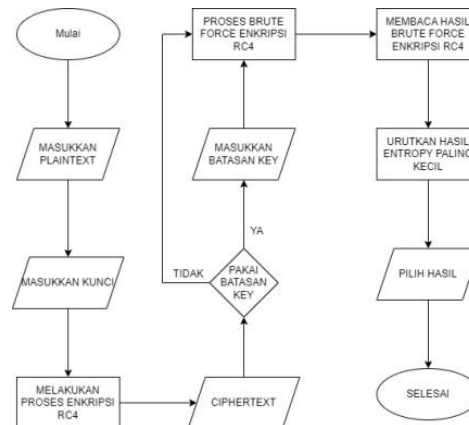 Mulai
MASUKKAN
PLAINTEXT
MASUKKAN KUNCI
MELAKUKAN
PROSES ENKRIPSI
RC4
CIPHERTEXT
PAKAI
BATASAN
KEY
TIDAK
YA
MASUKKAN
BATASAN KEY
PROSES BRUTE
FORCE ENKRIPSI
RC4
MEMBACA HASIL
BRUTE FORCE
ENKRIPSI RC4
URUTKAN HASIL
ENTROPY PALING
KECIL
PILIH HASIL
SELESAI